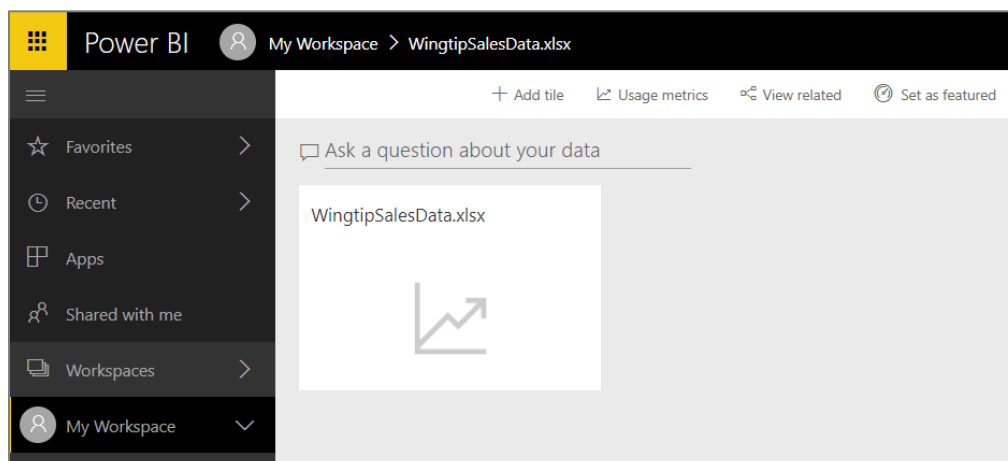 Power BI My Workspace > WingtipSalesData.xlsx
Add tile Usage metrics View related Set as featured
Favorites
Recent
Apps
Shared with me
Workspaces
My Workspace
Ask a question about your data
WingtipSalesData.xlsx